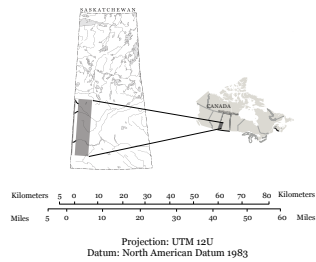 SASKATCHEWAN
CANADA
Kilometers 5 0 10 20 30 40 50 60 70 80 Kilometers
Miles 5 0 10 20 30 40 50 60 Miles
Projection: UTM 12U
Datum: North American Datum 1983